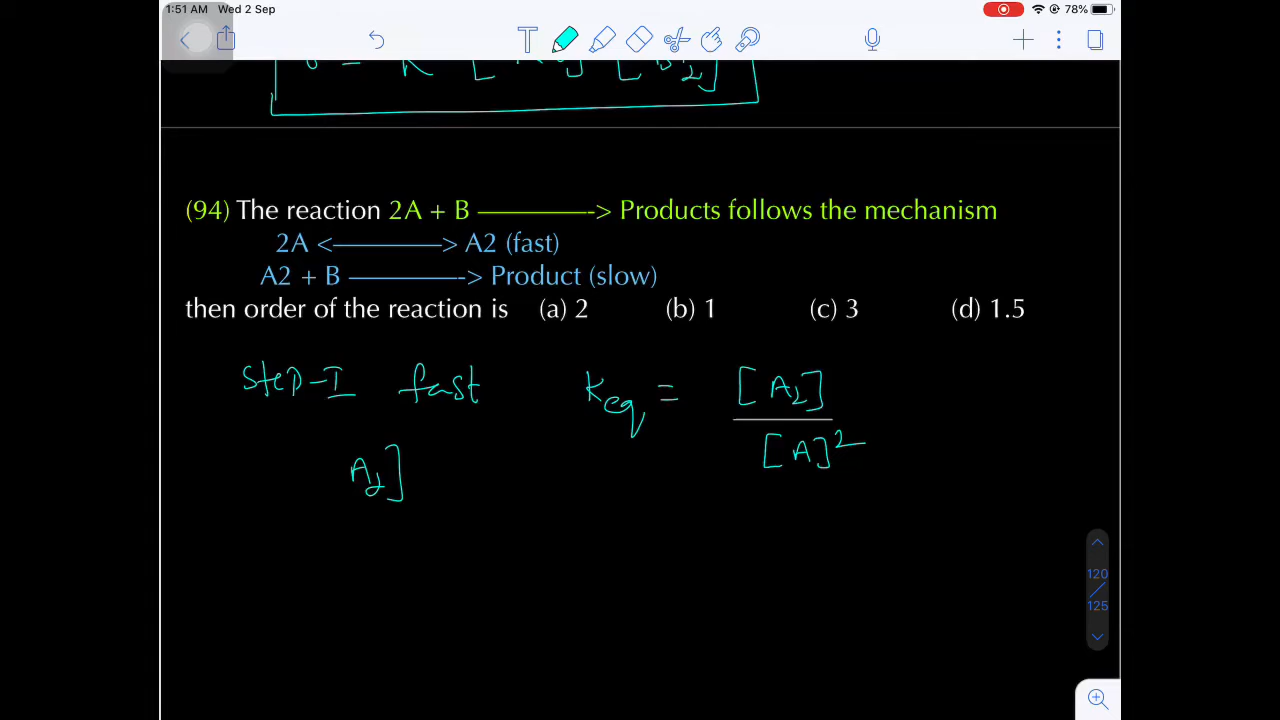 1:51 AM Wed 2 Sep
78%
(94) The reaction 2A + B ————-> Products follows the mechanism
2A <————> A2 (fast)
A2 + B ————-> Product (slow)
then order of the reaction is (a) 2 (b) 1 (c) 3 (d) 1.5
Step-I fast Keq = [A2]
[A]²
A2]
120
/
125